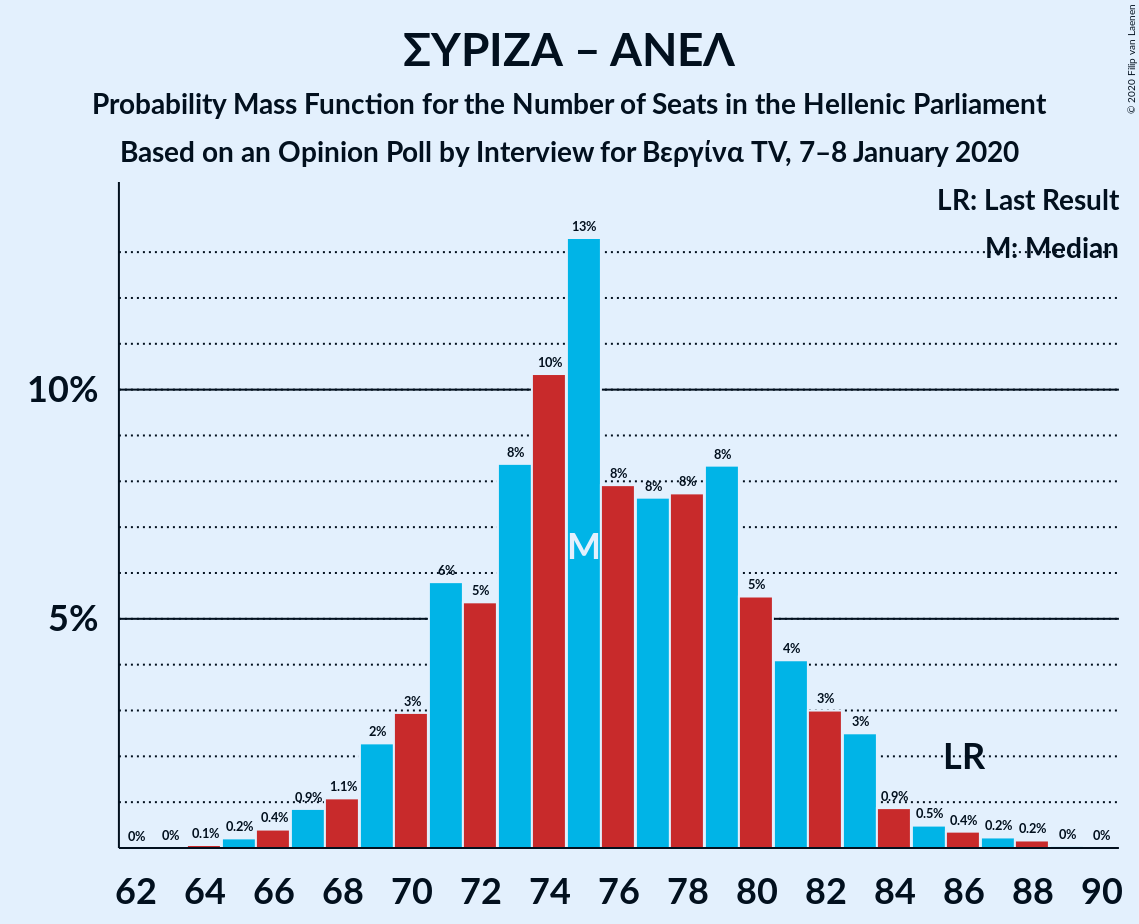 © 2020 Filip van Laenen
ΣΥΡΙΖΑ – ΑΝΕΛ
Probability Mass Function for the Number of Seats in the Hellenic Parliament
Based on an Opinion Poll by Interview for Βεργίνα TV, 7–8 January 2020
LR: Last Result
M: Median
10%
5%
0% 0% 0.1% 0.2% 0.4% 0.9% 1.1% 2% 3% 6% 5% 8% 10% 13% 8% 8% 8% 8% 5% 4% 3% 3% 0.9% 0.5% 0.4% 0.2% 0.2% 0% 0%
M
LR
62 64 66 68 70 72 74 76 78 80 82 84 86 88 90